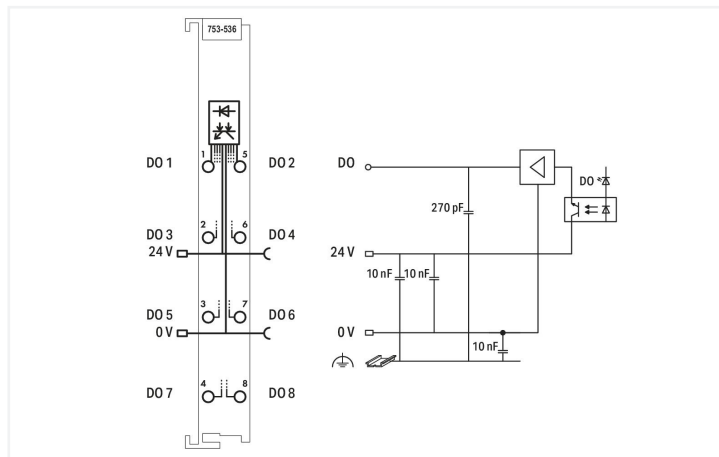 753-536
DO 1 1 5 DO 2
DO 3 2 6 DO 4
24 V
DO 5 3 7 DO 6
0 V
DO 7 4 8 DO 8
DO
DO
270 pF
24 V
10 nF 10 nF
0 V
10 nF